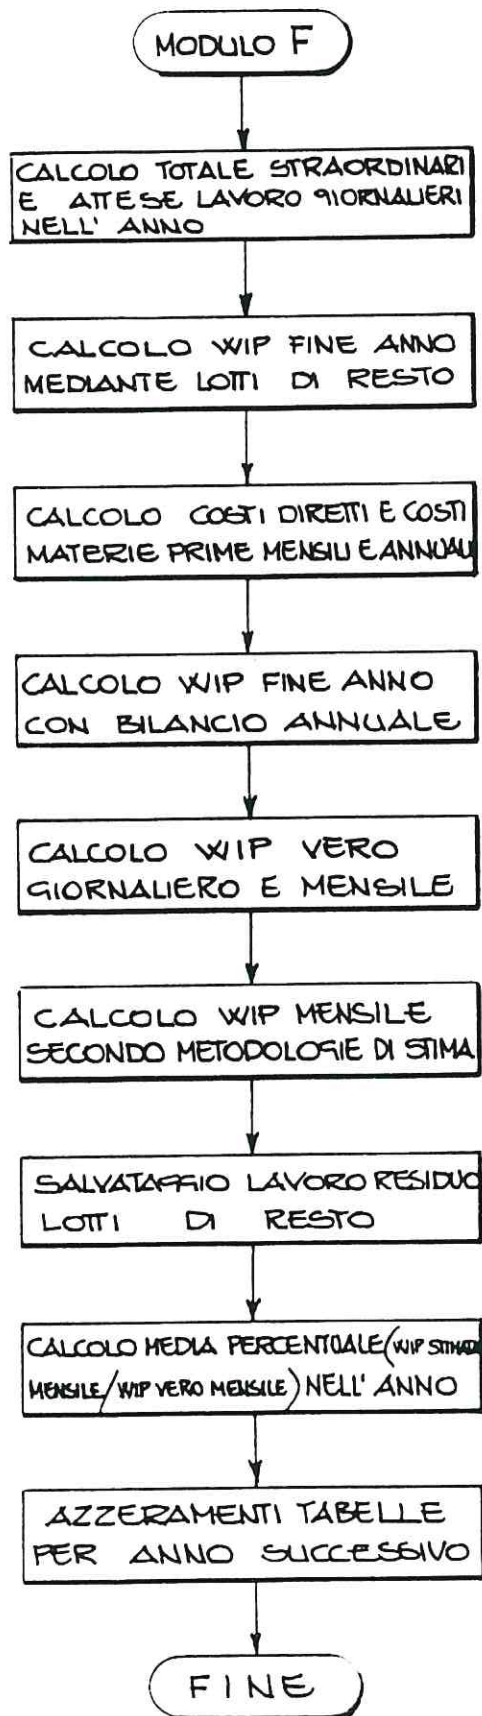 MODULO F
CALCOLO TOTALE STRAORDINARI
E ATTESE LAVORO GIORNALIERI
NELL' ANNO
CALCOLO WIP FINE ANNO
MEDIANTE LOTTI DI RESTO
CALCOLO COSTI DIRETTI E COSTI
MATERIE PRIME MENSILI E ANNUALI
CALCOLO WIP FINE ANNO
CON BILANCIO ANNUALE
CALCOLO WIP VERO
GIORNALIERO E MENSILE
CALCOLO WIP MENSILE
SECONDO METODOLOGIE DI STIMA
SALVATAGGIO LAVORO RESIDUO
LOTTI DI RESTO
CALCOLO MEDIA PERCENTUALE (WIP STIMATO
MENSILE/WIP VERO MENSILE) NELL' ANNO
AZZERAMENTI TABELLE
PER ANNO SUCCESSIVO
FINE